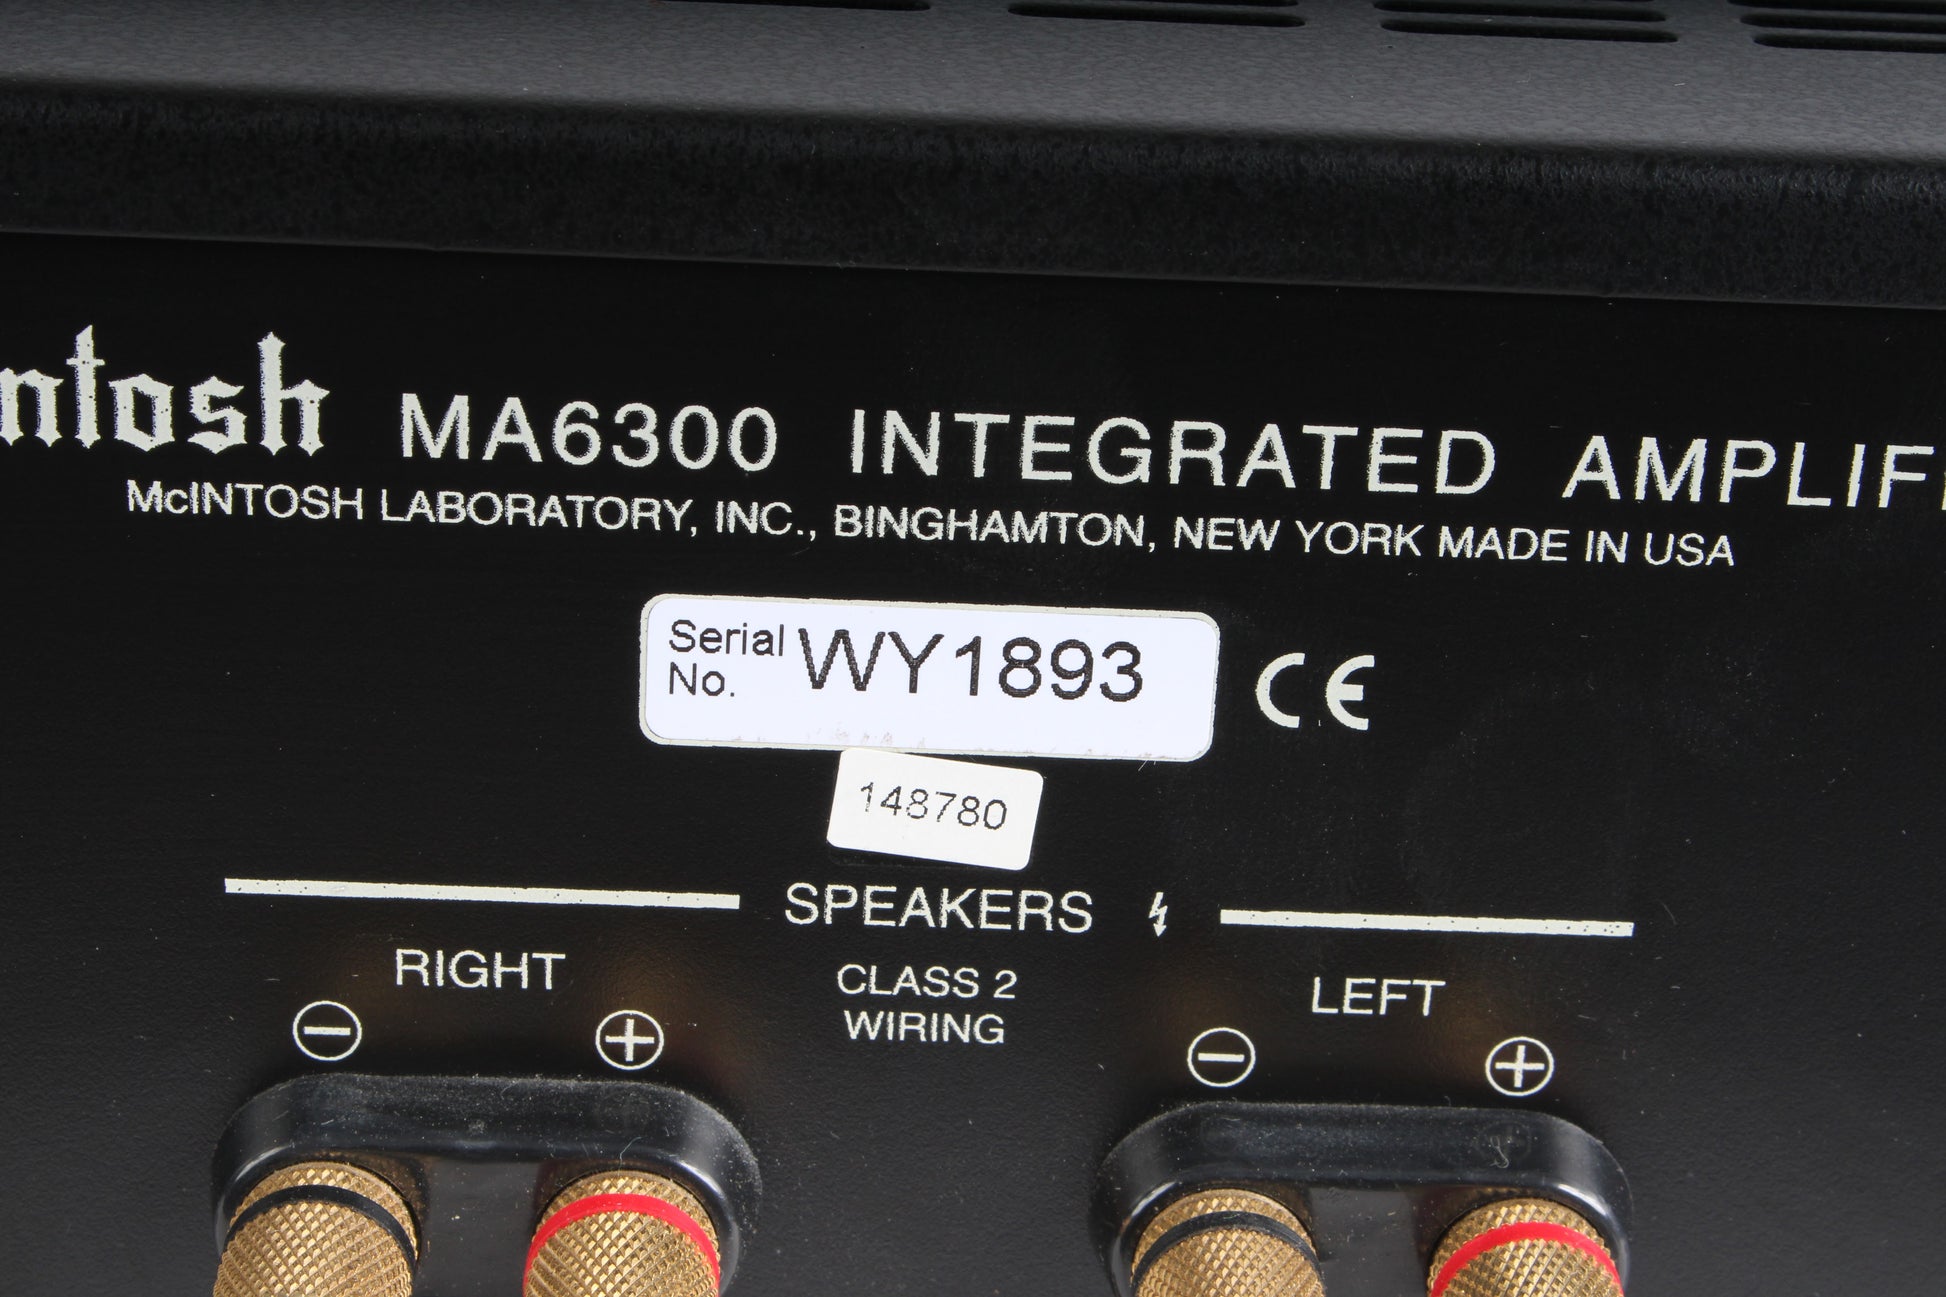 ntosh MA6300 INTEGRATED AMPLIF
McINTOSH LABORATORY, INC., BINGHAMTON, NEW YORK MADE IN USA
Serial No. WY1893
CE
148780
SPEAKERS
RIGHT
CLASS 2
WIRING
LEFT
− +
− +